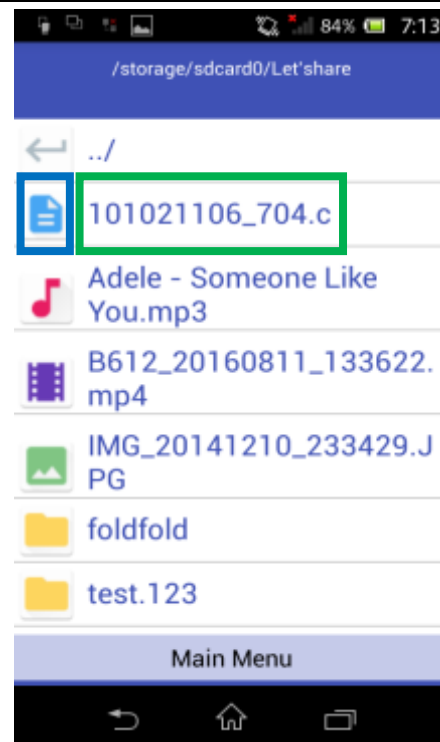 84% 7:13
/storage/sdcard0/Let'share
../
101021106_704.c
Adele - Someone Like
You.mp3
B612_20160811_133622.
mp4
IMG_20141210_233429.J
PG
foldfold
test.123
Main Menu